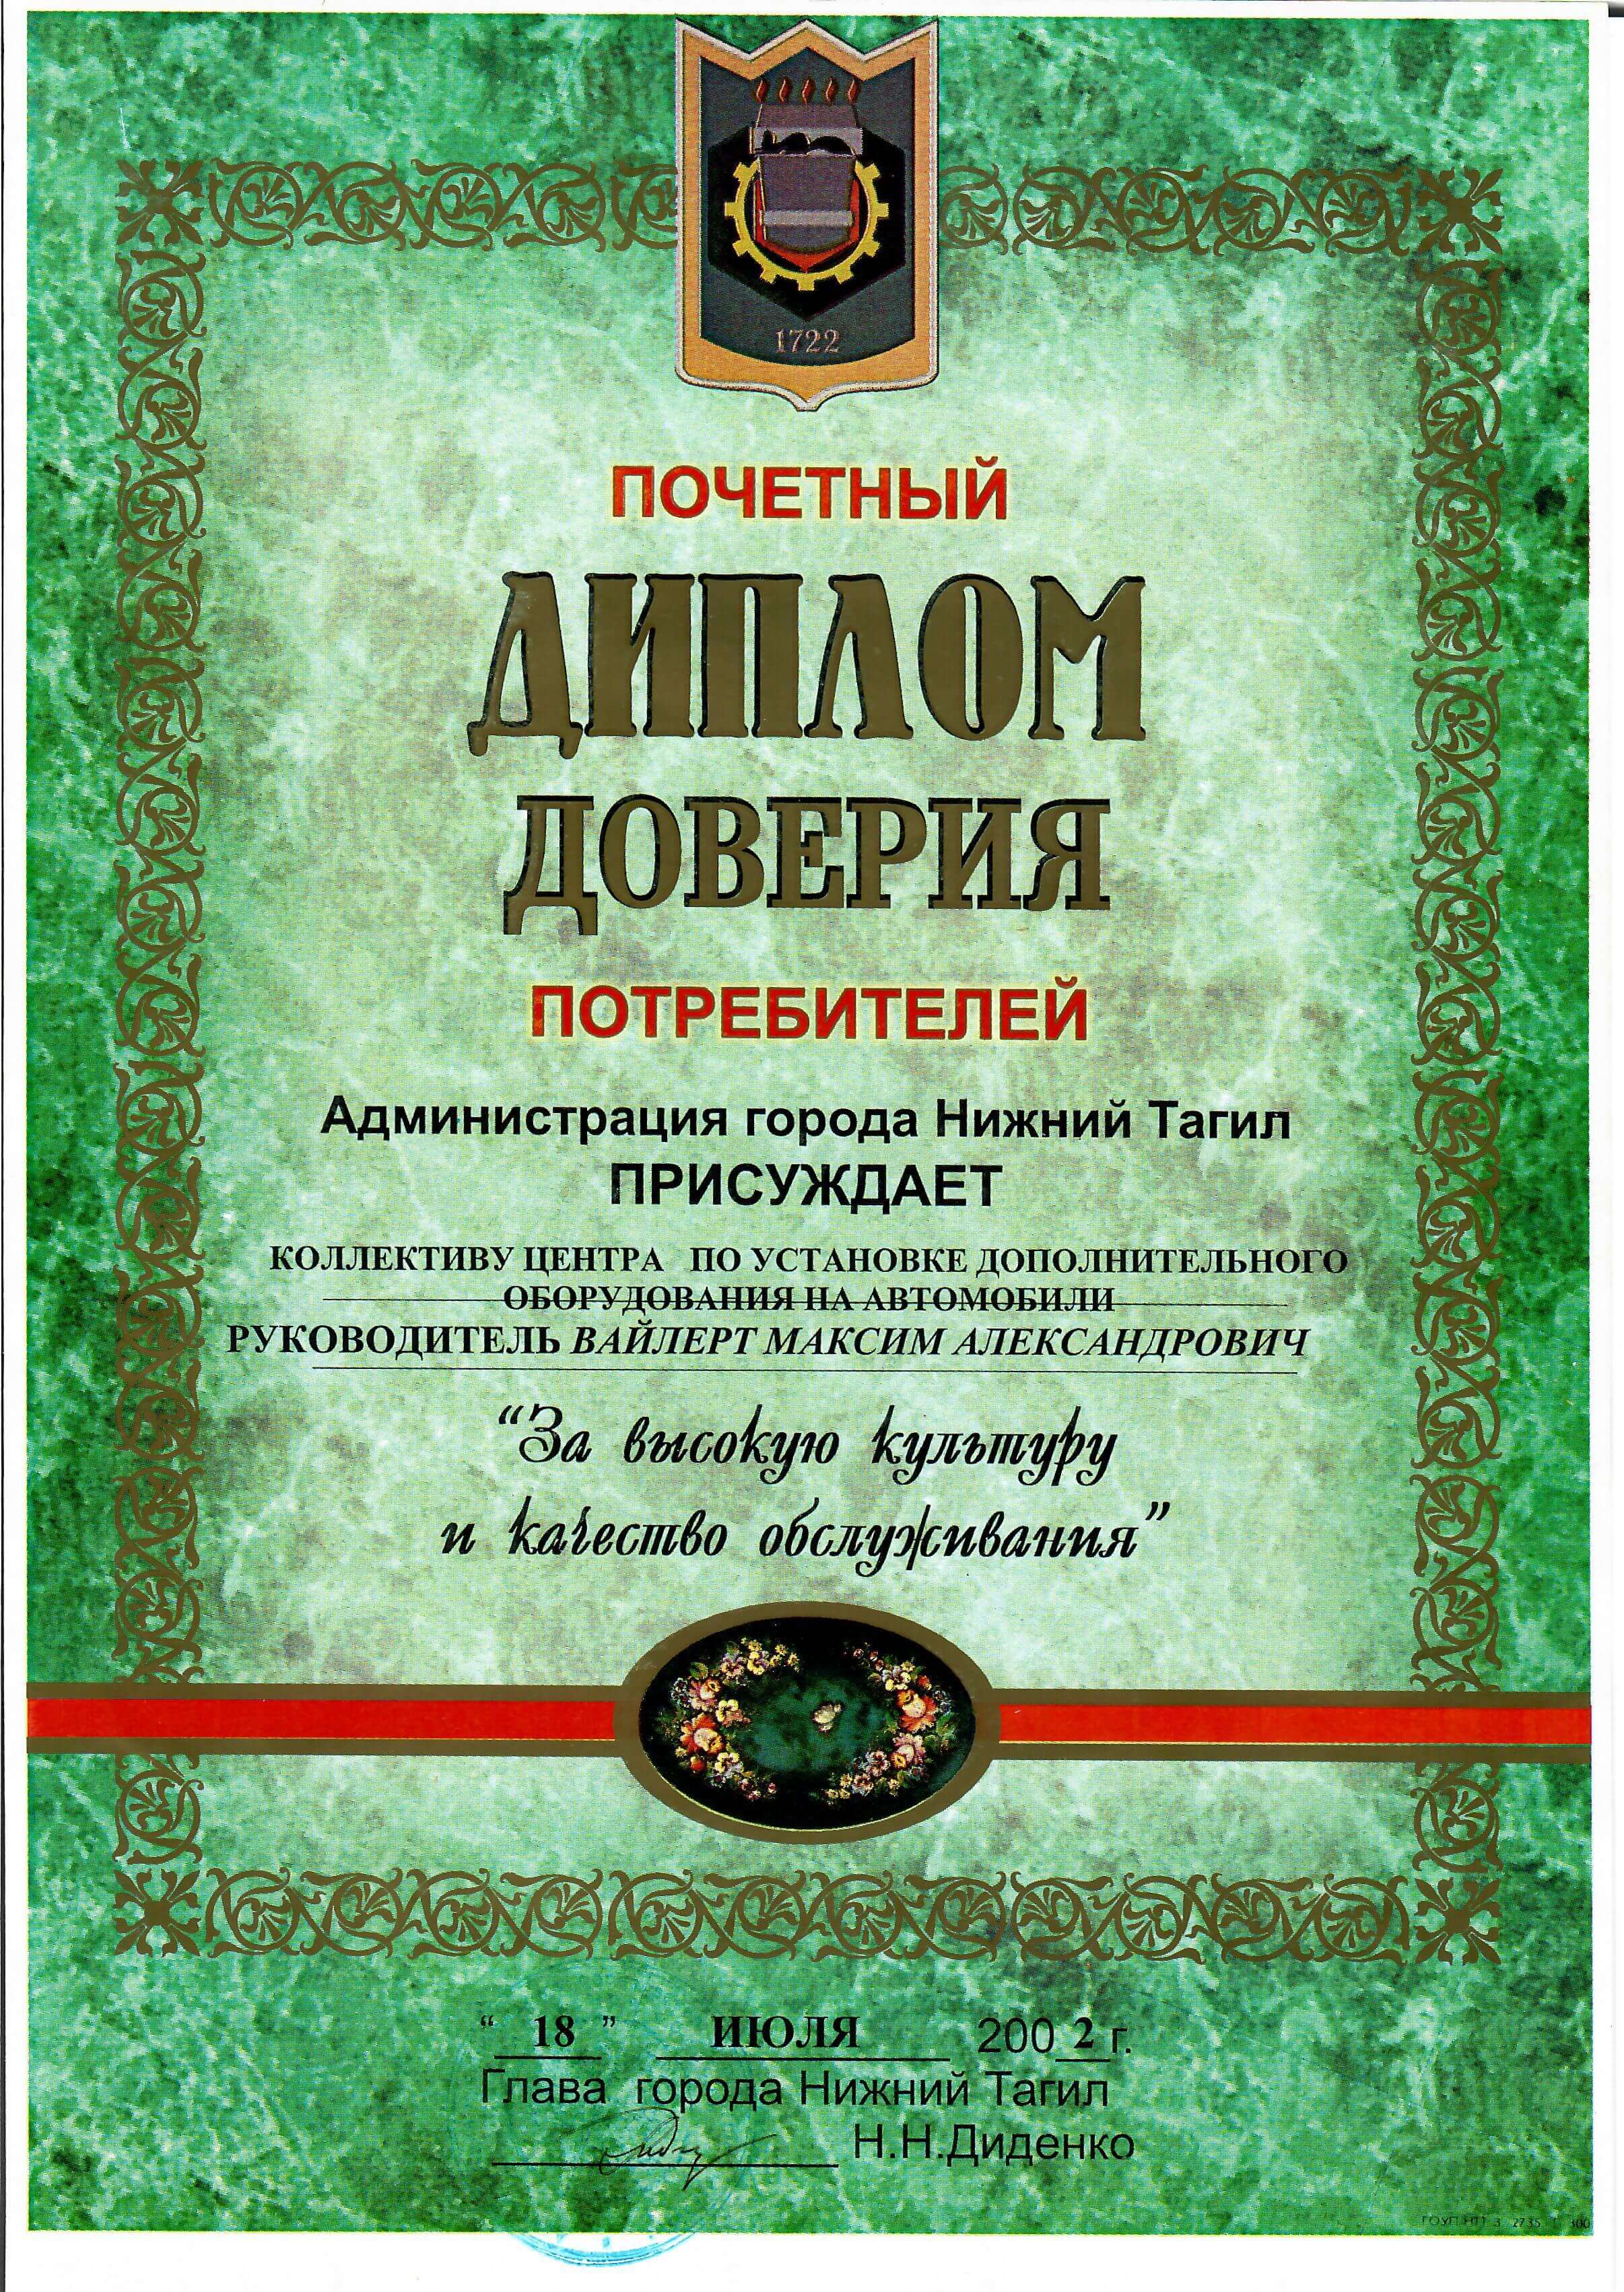 1722
ПОЧЕТНЫЙ
ДИПЛОМ
ДОВЕРИЯ
ПОТРЕБИТЕЛЕЙ
Администрация города Нижний Тагил
ПРИСУЖДАЕТ
КОЛЛЕКТИВУ ЦЕНТРА ПО УСТАНОВКЕ ДОПОЛНИТЕЛЬНОГО
ОБОРУДОВАНИЯ НА АВТОМОБИЛИ
РУКОВОДИТЕЛЬ ВАЙЛЕРТ МАКСИМ АЛЕКСАНДРОВИЧ
“За высокую культуру
и качество обслуживания”
“ 18 ” ИЮЛЯ 2002 г.
Глава города Нижний Тагил
Н.Н.Диденко